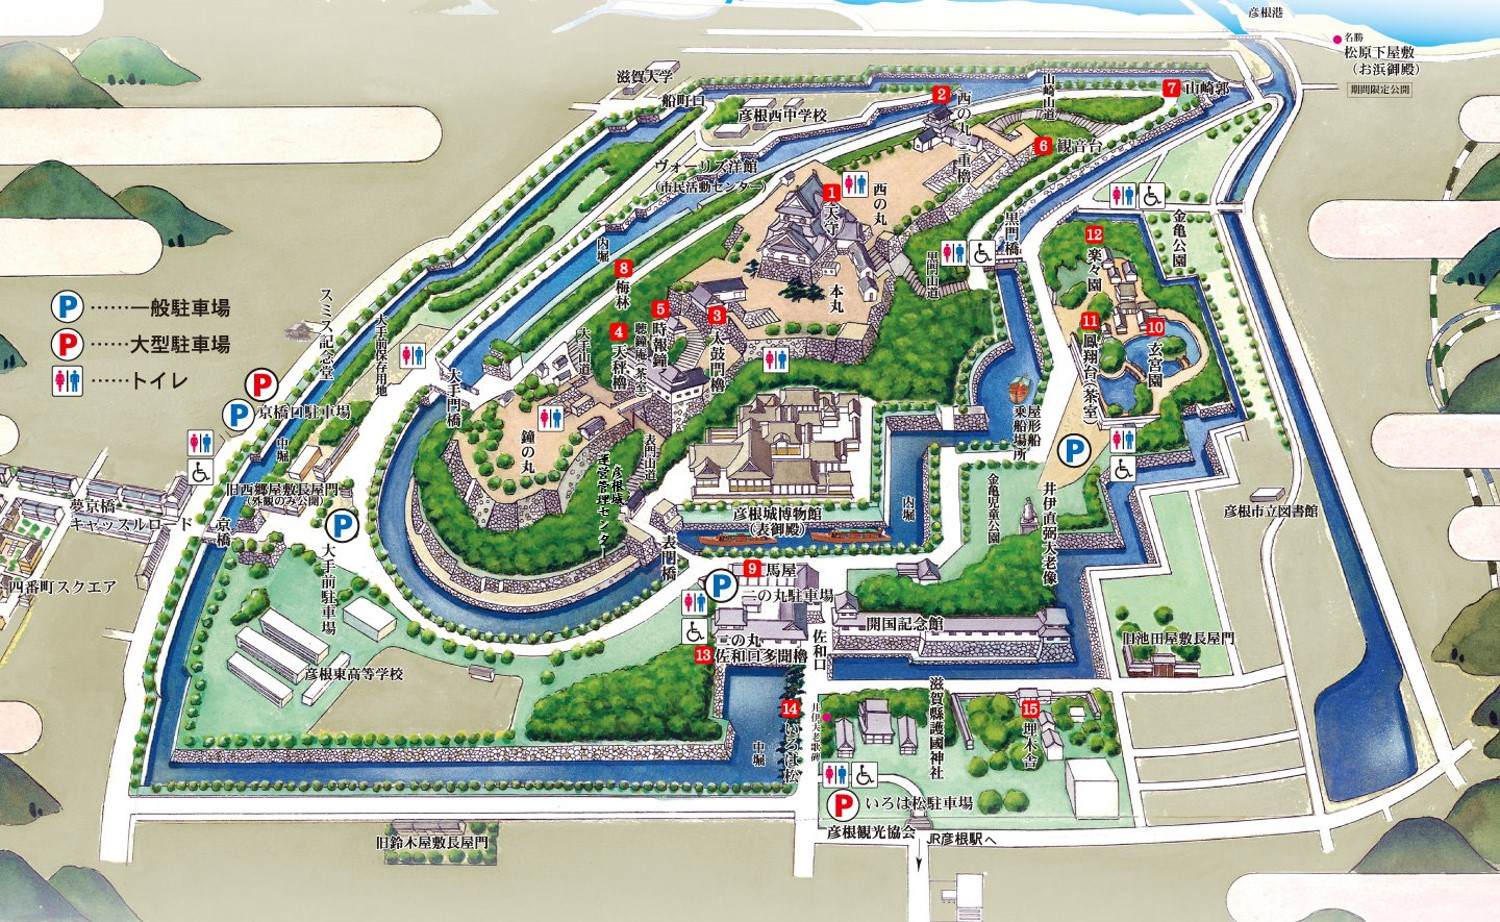 彦根港
名勝
松原下屋敷
(お浜御殿)
期間限定公開
滋賀大学
船町口
彦根西中学校
ヴォーリズ洋館
(市民活動センター)
2
西の丸三重櫓
山崎山道
7 山崎郭
6 観音台
1
天守
西の丸
本丸
黒門橋
黒門山道
金亀公園
12
楽々園
11
鳳翔台(茶室)
10
玄宮園
内堀
8
梅林
5
時報鐘
聴鐘庵(茶室)
3
太鼓門櫓
4
天秤櫓
大手山道
P ……一般駐車場
P ……大型駐車場
……トイレ
スミス記念堂
大手前保存用地
P
P 京橋口駐車場
中堀
大手門橋
鐘の丸
表門山道
彦根城
運営管理センター
屋形船
乗船場所
P
旧西郷屋敷長屋門
(外観のみ公開)
夢京橋
キャッスルロード
京橋
四番町スクエア
P
大手前駐車場
彦根城博物館
(表御殿)
内堀
表門橋
金亀児童公園
井伊直弼大老像
彦根市立図書館
9 馬屋
P 二の丸駐車場
二の丸
13 佐和口多聞櫓
佐和口
開国記念館
旧池田屋敷長屋門
彦根東高等学校
14
いろは松
中堀
井伊大老歌碑
滋賀縣護國神社
15
埋木舎
P いろは松駐車場
彦根観光協会
JR彦根駅へ
旧鈴木屋敷長屋門